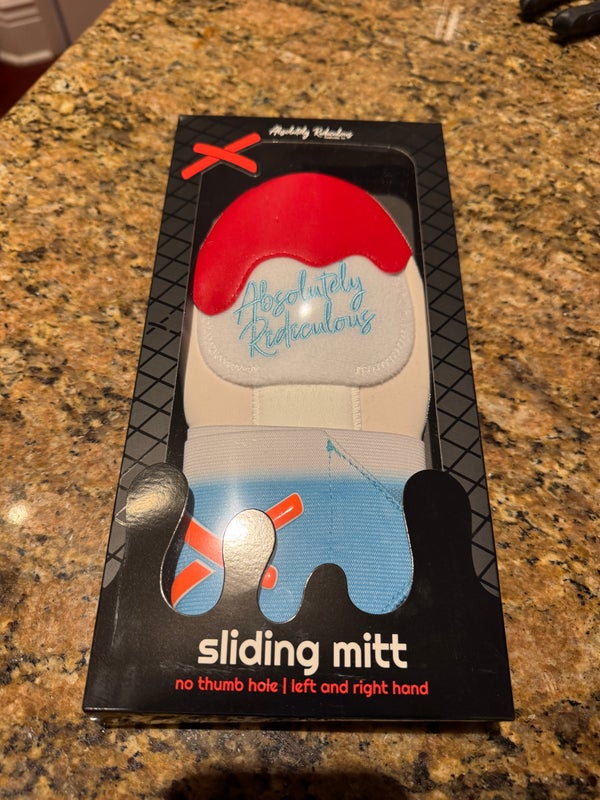 Absolutely Ridiculous
Absolutely
Ridiculous
sliding mitt
no thumb hole | left and right hand